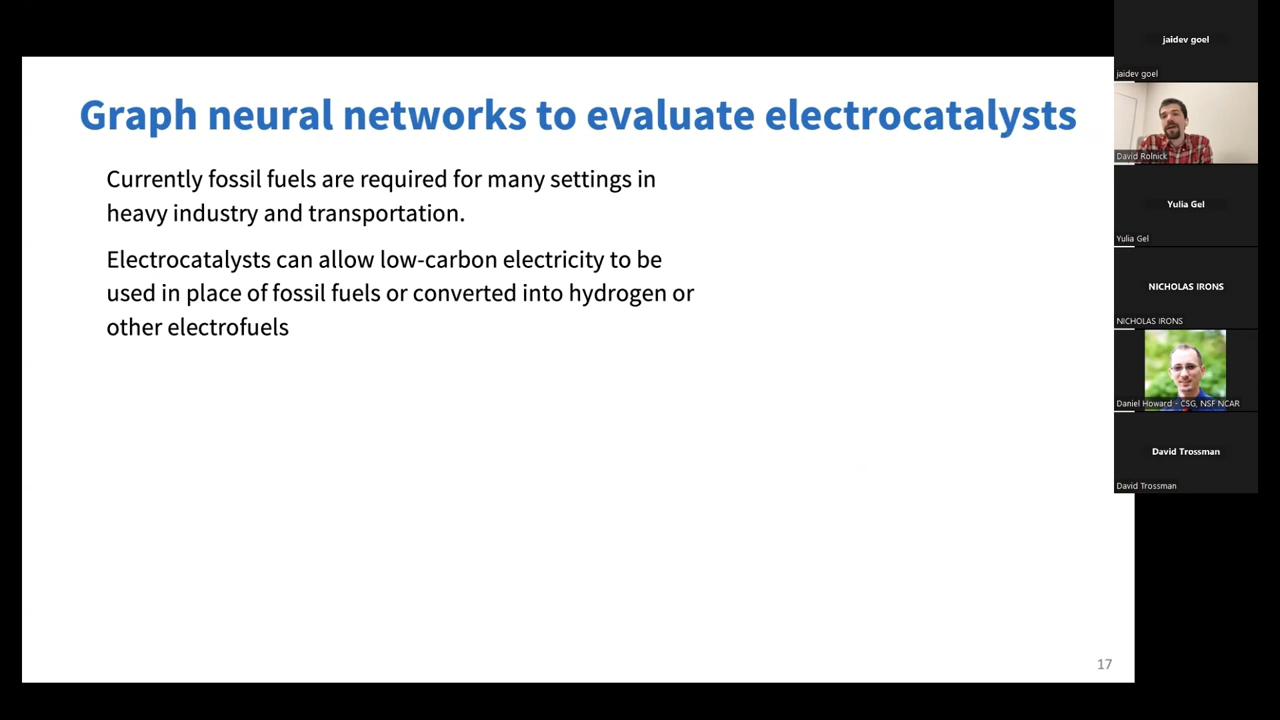 Graph neural networks to evaluate electrocatalysts
Currently fossil fuels are required for many settings in
heavy industry and transportation.
Electrocatalysts can allow low-carbon electricity to be
used in place of fossil fuels or converted into hydrogen or
other electrofuels
17
jaidev goel
jaidev goel
David Rolnick
Yulia Gel
Yulia Gel
NICHOLAS IRONS
NICHOLAS IRONS
Daniel Howard - CSG, NSF NCAR
David Trossman
David Trossman